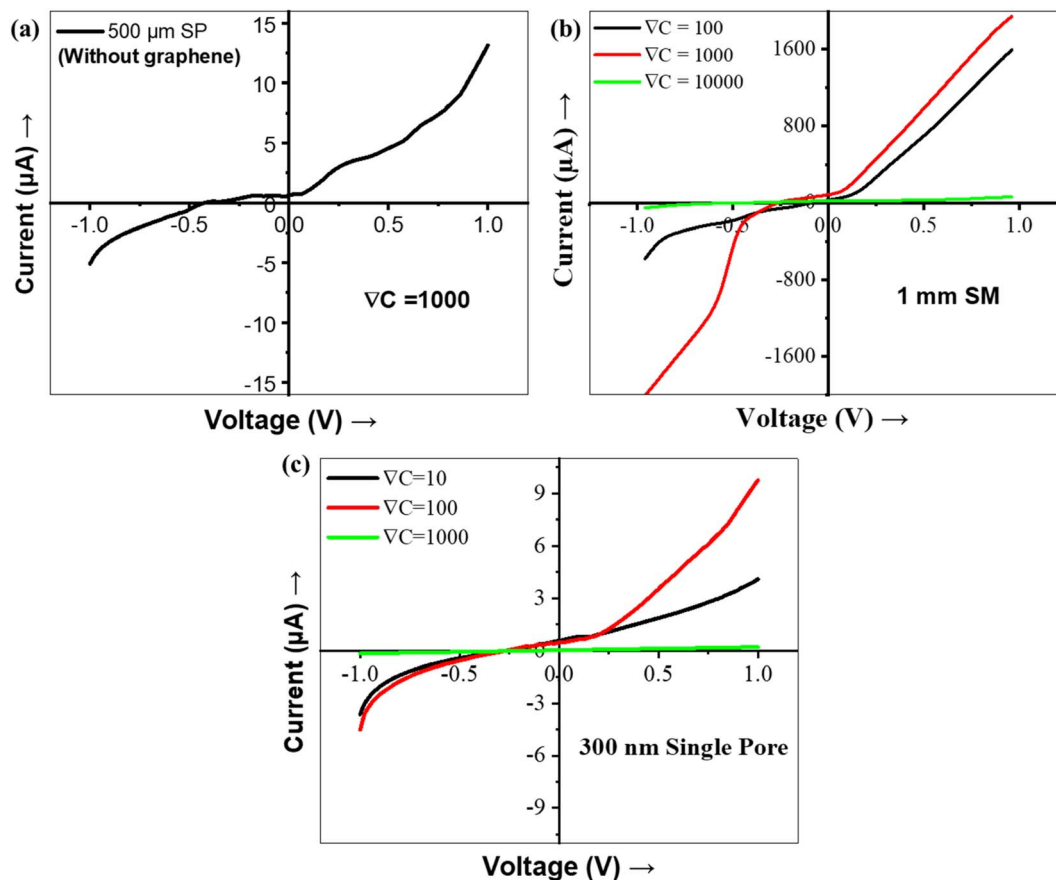 (a)
500 µm SP
(Without graphene)
15
10
5
0
-5
-10
-15
-1.0
-0.5
0.0
0.5
1.0
∇C =1000
Current (µA) →
Voltage (V) →
(b)
∇C = 100
∇C = 1000
∇C = 10000
1600
800
0
-800
-1600
-1.0
-0.5
0.0
0.5
1.0
1 mm SM
Current (µA) →
Voltage (V) →
(c)
∇C=10
∇C=100
∇C=1000
9
6
3
0
-3
-6
-9
-1.0
-0.5
0.0
0.5
1.0
300 nm Single Pore
Current (µA) →
Voltage (V) →